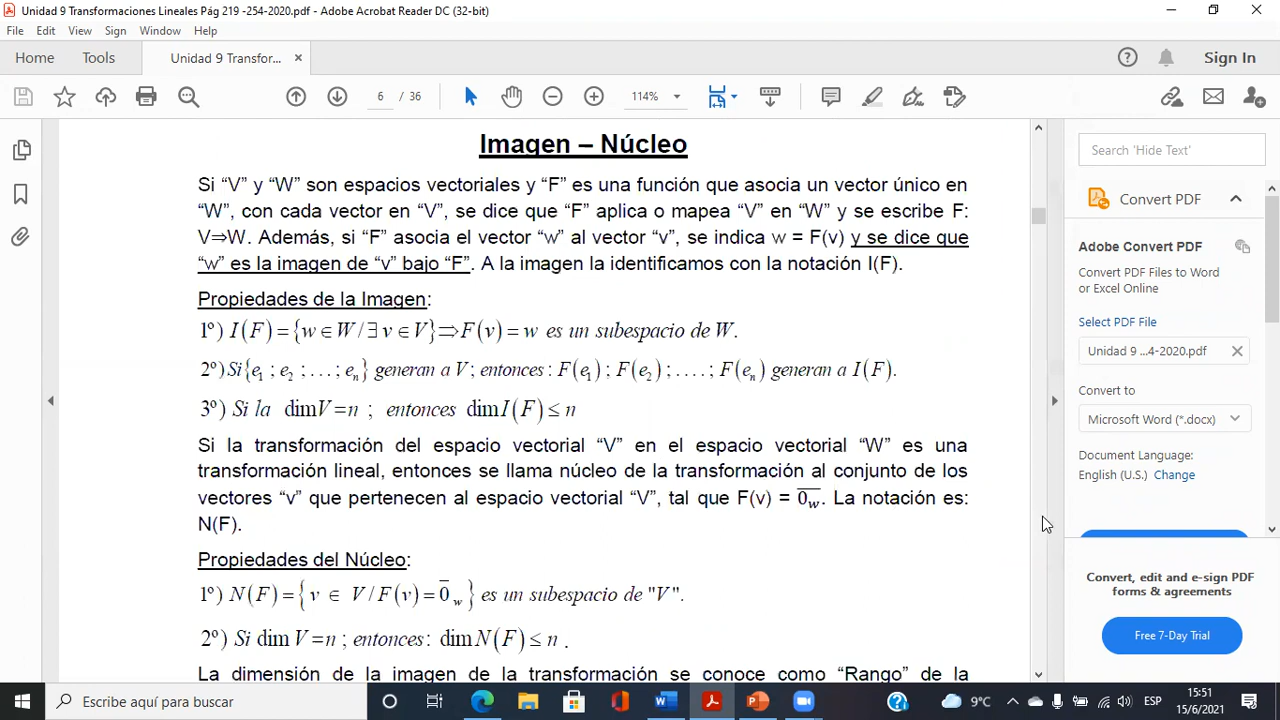 Unidad 9 Transformaciones Lineales Pág 219 -254-2020.pdf - Adobe Acrobat Reader DC (32-bit)
File Edit View Sign Window Help
Home Tools Unidad 9 Transfor... × Sign In
6 / 36 114%
Imagen – Núcleo
Si “V” y “W” son espacios vectoriales y “F” es una función que asocia un vector único en
“W”, con cada vector en “V”, se dice que “F” aplica o mapea “V” en “W” y se escribe F:
V⇒W. Además, si “F” asocia el vector “w” al vector “v”, se indica w = F(v) y se dice que
“w” es la imagen de “v” bajo “F”. A la imagen la identificamos con la notación I(F).
Propiedades de la Imagen:
1º) I(F)={w∈W/∃ v∈V}⇒F(v)=w es un subespacio de W.
2º) Si{e₁ ; e₂ ; . . . ; eₙ} generan a V; entonces : F(e₁) ; F(e₂) ; . . . . ; F(eₙ) generan a I(F).
3º) Si la dimV=n ; entonces dim I(F) ≤ n
Si la transformación del espacio vectorial “V” en el espacio vectorial “W” es una
transformación lineal, entonces se llama núcleo de la transformación al conjunto de los
vectores “v” que pertenecen al espacio vectorial “V”, tal que F(v) = 0̅w. La notación es:
N(F).
Propiedades del Núcleo:
1º) N(F)={ v ∈ V/F(v)=0̅ w } es un subespacio de "V".
2º) Si dim V=n ; entonces : dim N(F) ≤ n .
La dimensión de la imagen de la transformación se conoce como “Rango” de la
Search 'Hide Text'
Convert PDF
Adobe Convert PDF
Convert PDF Files to Word
or Excel Online
Select PDF File
Unidad 9 ...4-2020.pdf ×
Convert to
Microsoft Word (*.docx)
Document Language:
English (U.S.) Change
Convert, edit and e-sign PDF
forms & agreements
Free 7-Day Trial
Escribe aquí para buscar
9°C ESP 15:51
15/6/2021